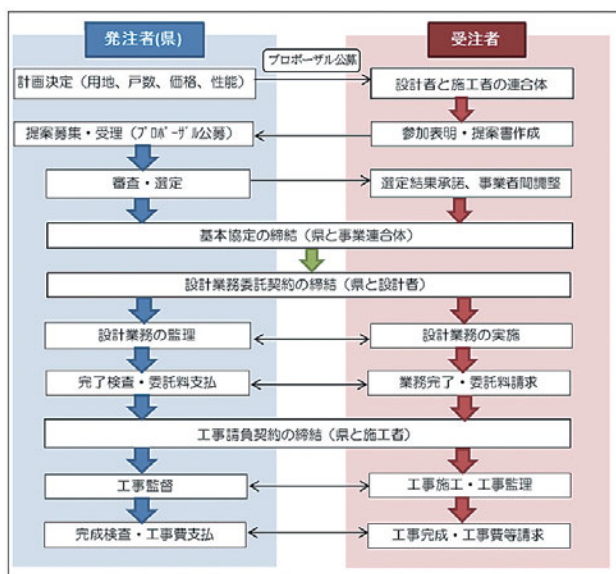 発注者(県)
受注者
プロポーザル公募
計画決定（用地、戸数、価格、性能）
設計者と施工者の連合体
提案募集・受理（ﾌﾟﾛﾎﾟｰｻﾞﾙ公募）
参加表明・提案書作成
審査・選定
選定結果承諾、事業者間調整
基本協定の締結（県と事業連合体）
設計業務委託契約の締結（県と設計者）
設計業務の監理
設計業務の実施
完了検査・委託料支払
業務完了・委託料請求
工事請負契約の締結（県と施工者）
工事監督
工事施工・工事監理
完成検査・工事費支払
工事完成・工事費等請求